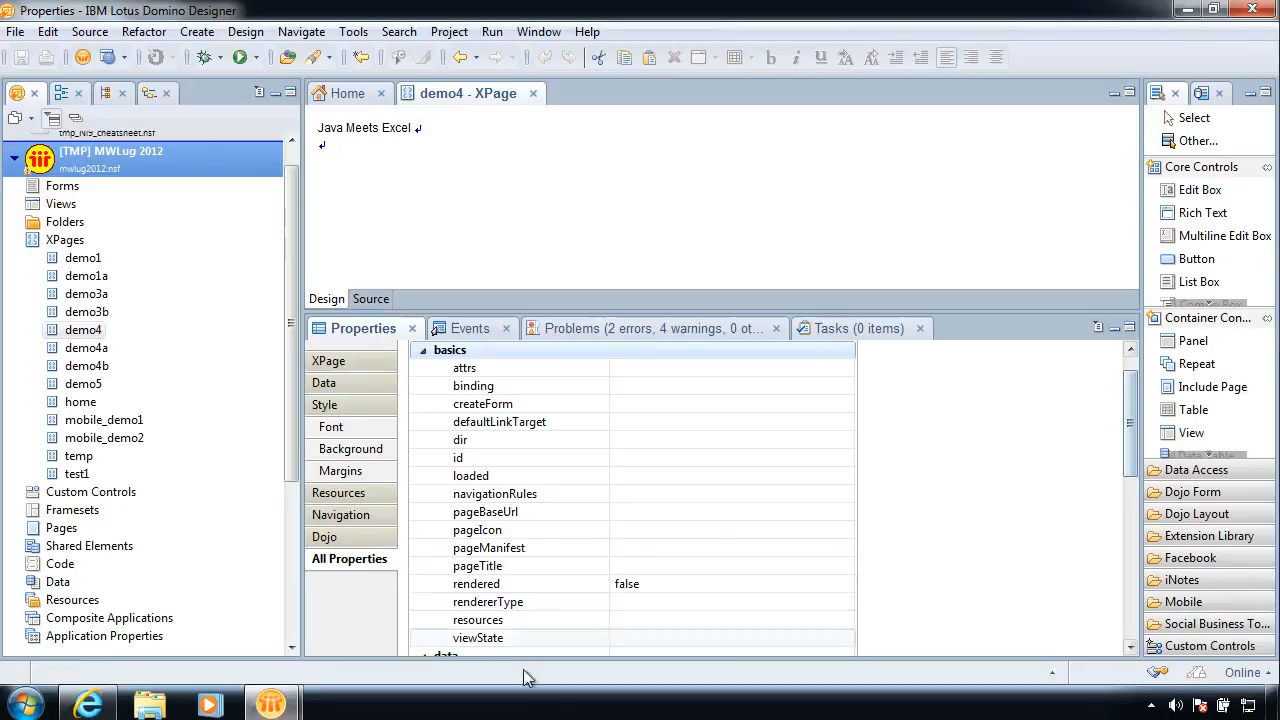 Properties - IBM Lotus Domino Designer
File Edit Source Refactor Create Design Navigate Tools Search Project Run Window Help
Home
demo4 - XPage
tmp_NI9_cheatsheet.nsf
[TMP] MWLug 2012
mwlug2012.nsf
Forms
Views
Folders
XPages
demo1
demo1a
demo3a
demo3b
demo4
demo4a
demo4b
demo5
home
mobile_demo1
mobile_demo2
temp
test1
Custom Controls
Framesets
Pages
Shared Elements
Code
Data
Resources
Composite Applications
Application Properties
Java Meets Excel
Design Source
Properties
Events
Problems (2 errors, 4 warnings, 0 ot...
Tasks (0 items)
XPage
Data
Style
Font
Background
Margins
Resources
Navigation
Dojo
All Properties
basics
attrs
binding
createForm
defaultLinkTarget
dir
id
loaded
navigationRules
pageBaseUrl
pageIcon
pageManifest
pageTitle
rendered false
rendererType
resources
viewState
data
Select
Other...
Core Controls
Edit Box
Rich Text
Multiline Edit Box
Button
List Box
Combo Box
Container Con...
Panel
Repeat
Include Page
Table
View
Data Table
Data Access
Dojo Form
Dojo Layout
Extension Library
Facebook
iNotes
Mobile
Social Business To...
Custom Controls
Online